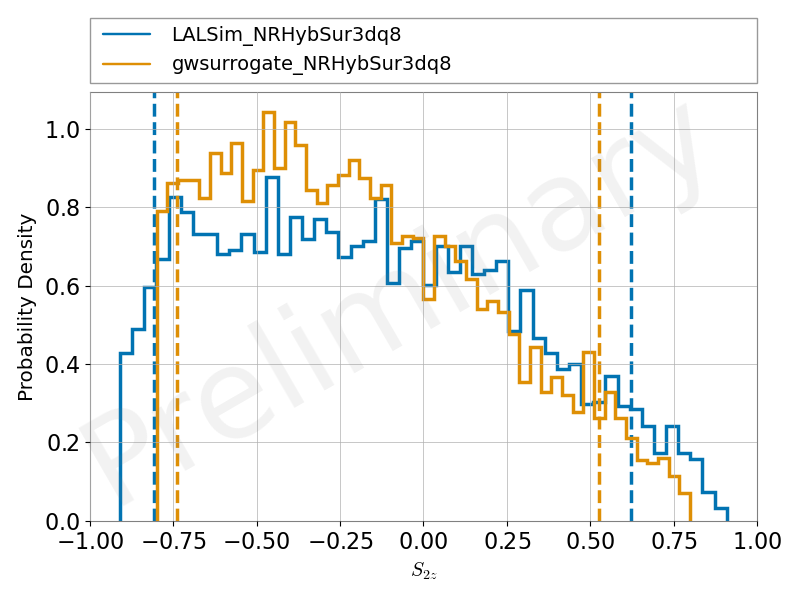 LALSim_NRHybSur3dq8
gwsurrogate_NRHybSur3dq8
Preliminary
Probability Density
1.0
0.8
0.6
0.4
0.2
0.0
−1.00 −0.75 −0.50 −0.25 0.00 0.25 0.50 0.75 1.00
S2z